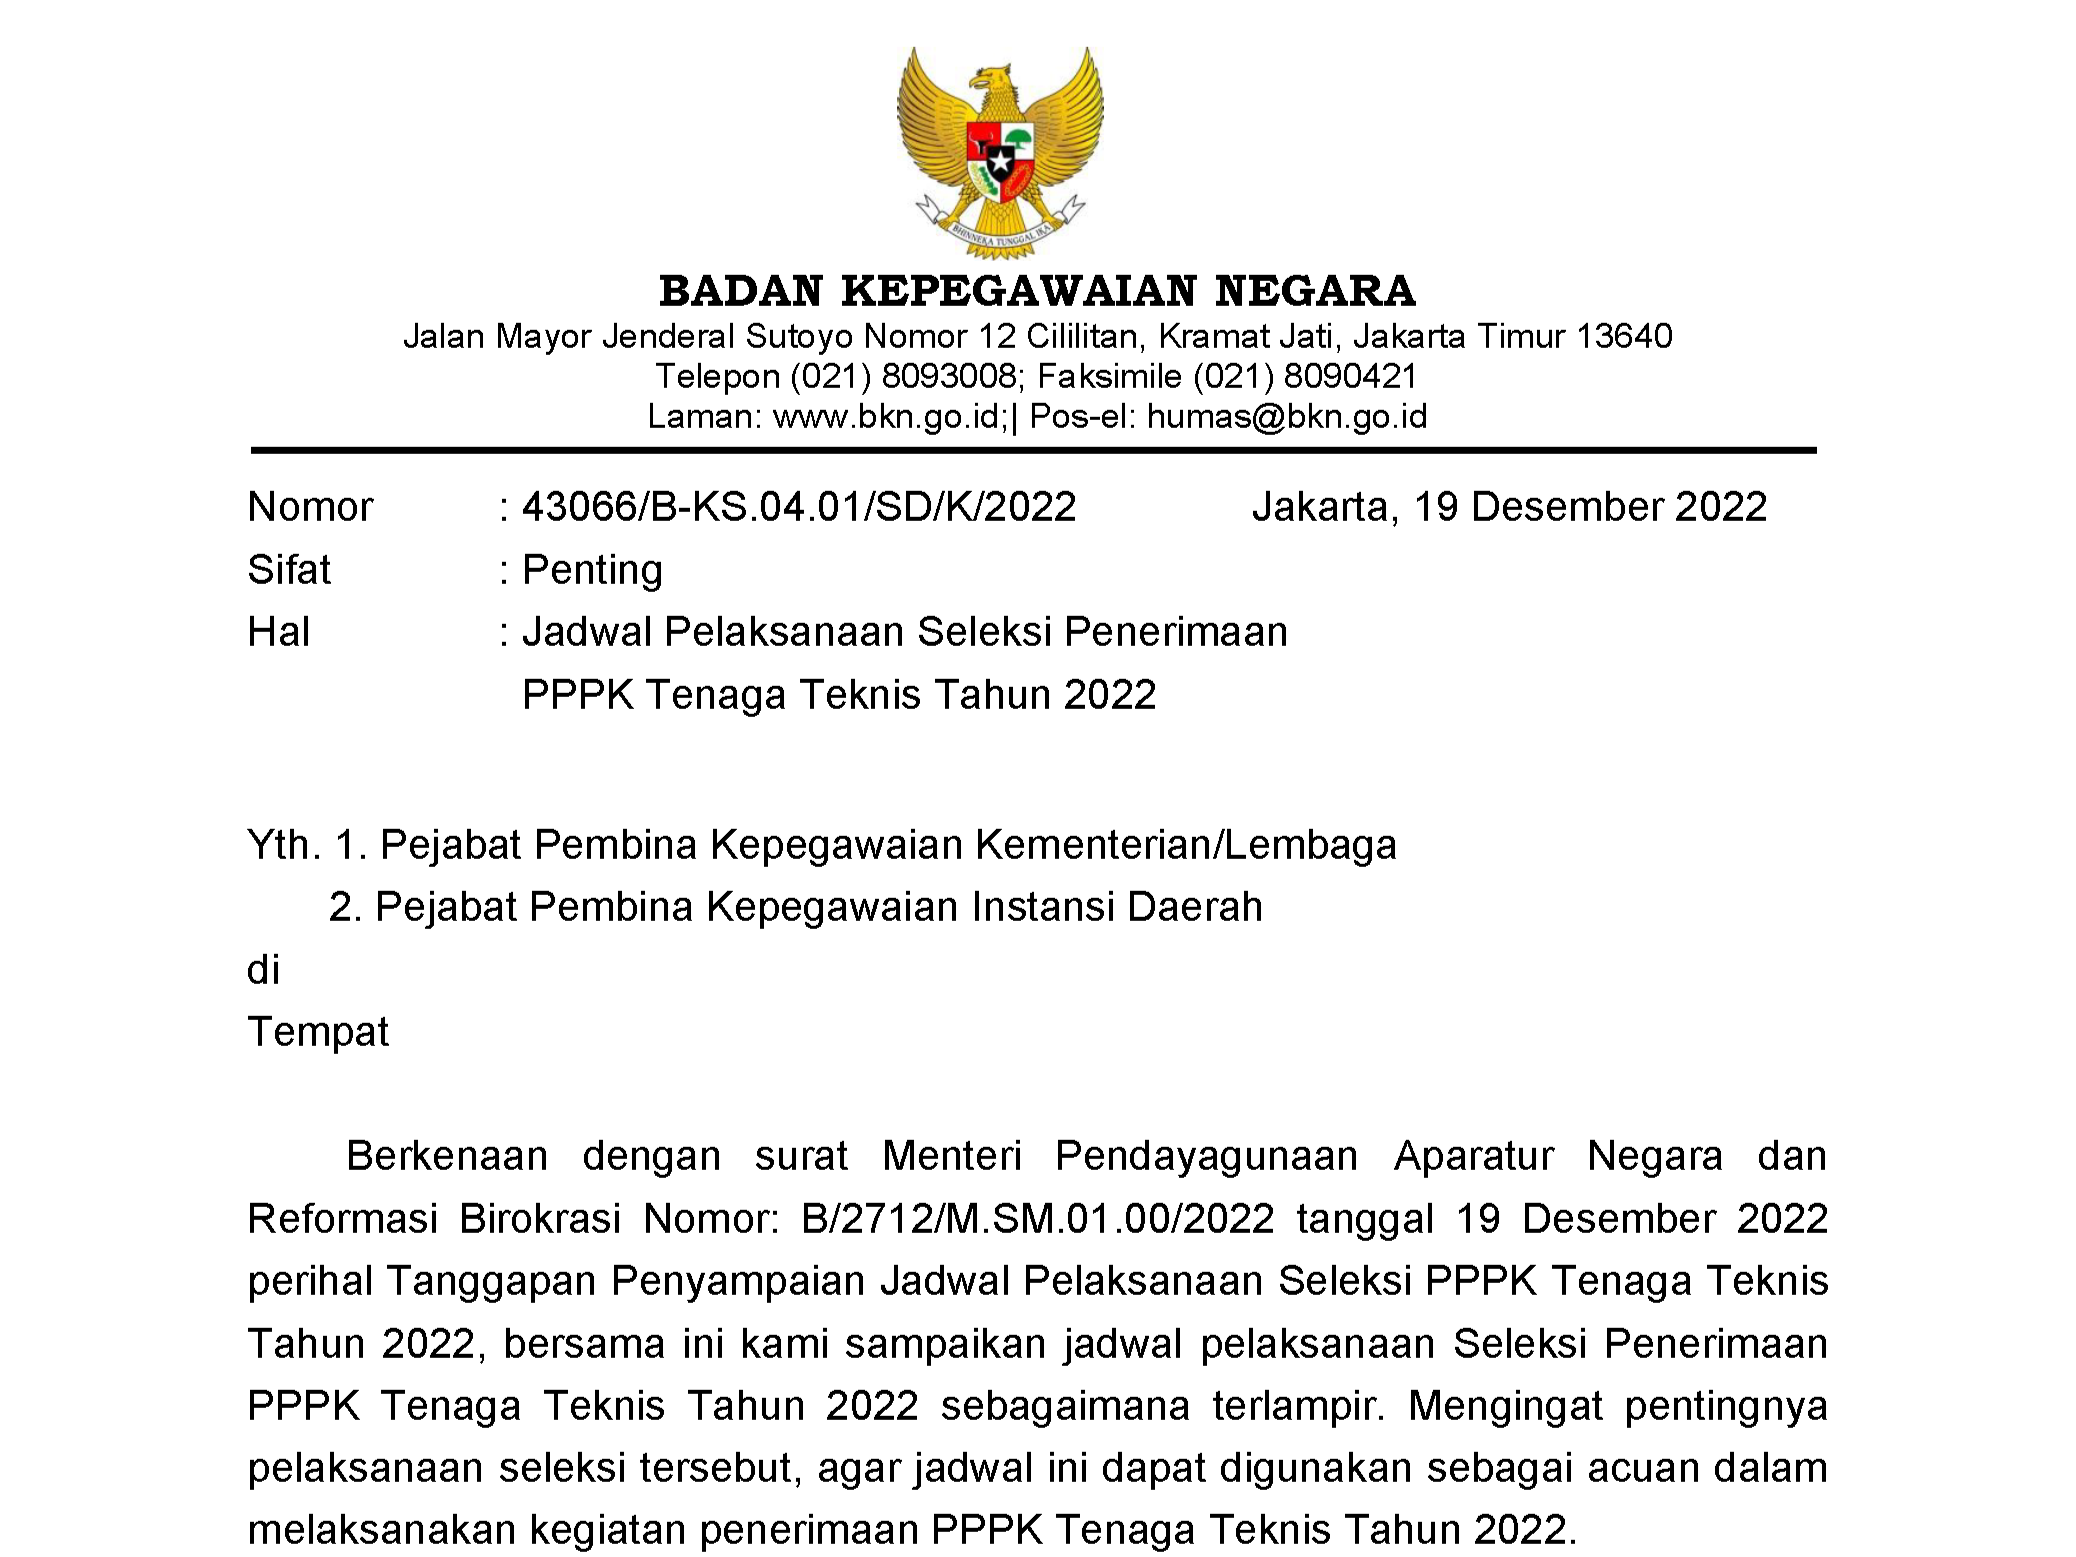 BHINNEKA TUNGGAL IKA
BADAN KEPEGAWAIAN NEGARA
Jalan Mayor Jenderal Sutoyo Nomor 12 Cililitan, Kramat Jati, Jakarta Timur 13640
Telepon (021) 8093008; Faksimile (021) 8090421
Laman: www.bkn.go.id;| Pos-el: humas@bkn.go.id
Nomor : 43066/B-KS.04.01/SD/K/2022 Jakarta, 19 Desember 2022
Sifat : Penting
Hal : Jadwal Pelaksanaan Seleksi Penerimaan
PPPK Tenaga Teknis Tahun 2022
Yth. 1. Pejabat Pembina Kepegawaian Kementerian/Lembaga
2. Pejabat Pembina Kepegawaian Instansi Daerah
di
Tempat
Berkenaan dengan surat Menteri Pendayagunaan Aparatur Negara dan
Reformasi Birokrasi Nomor: B/2712/M.SM.01.00/2022 tanggal 19 Desember 2022
perihal Tanggapan Penyampaian Jadwal Pelaksanaan Seleksi PPPK Tenaga Teknis
Tahun 2022, bersama ini kami sampaikan jadwal pelaksanaan Seleksi Penerimaan
PPPK Tenaga Teknis Tahun 2022 sebagaimana terlampir. Mengingat pentingnya
pelaksanaan seleksi tersebut, agar jadwal ini dapat digunakan sebagai acuan dalam
melaksanakan kegiatan penerimaan PPPK Tenaga Teknis Tahun 2022.